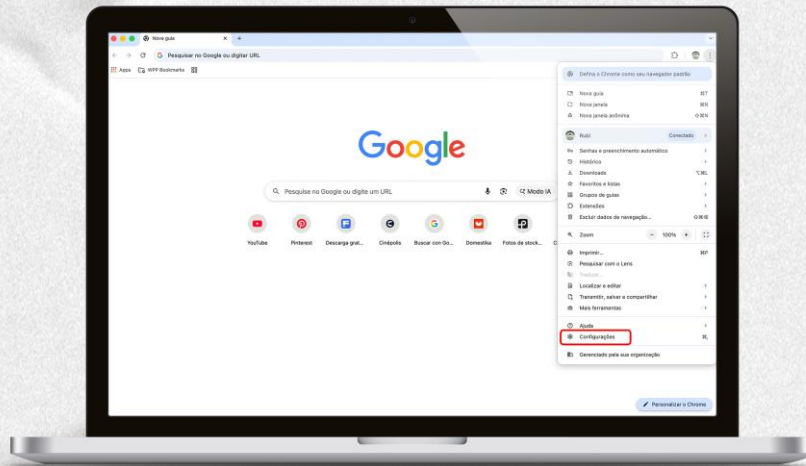 Nova guia
Pesquisar no Google ou digitar URL
Apps
WPP Bookmarks
Google
Pesquise no Google ou digite um URL
Modo IA
YouTube
Pinterest
Descarga grat...
Cinépolis
Buscar con Go...
Domestika
Fotos de stock...
Defina o Chrome como seu navegador padrão
Nova guia ⌘T
Nova janela ⌘N
Nova janela anônima ⇧⌘N
Rubí Conectado
Senhas e preenchimento automático
Histórico
Downloads ⌥⌘L
Favoritos e listas
Grupos de guias
Extensões
Excluir dados de navegação...
Zoom − 100% +
Imprimir... ⌘P
Pesquisar com o Lens
Traduzir...
Localizar e editar
Transmitir, salvar e compartilhar
Mais ferramentas
Ajuda
Configurações ⌘,
Gerenciado pela sua organização
Personalizar o Chrome